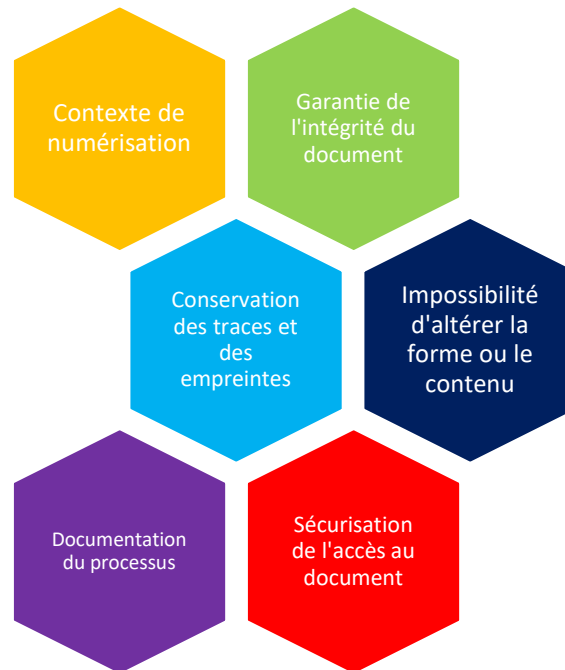 Contexte de
numérisation
Garantie de
l'intégrité du
document
Conservation
des traces et
des
empreintes
Impossibilité
d'altérer la
forme ou le
contenu
Documentation
du processus
Sécurisation
de l'accès au
document